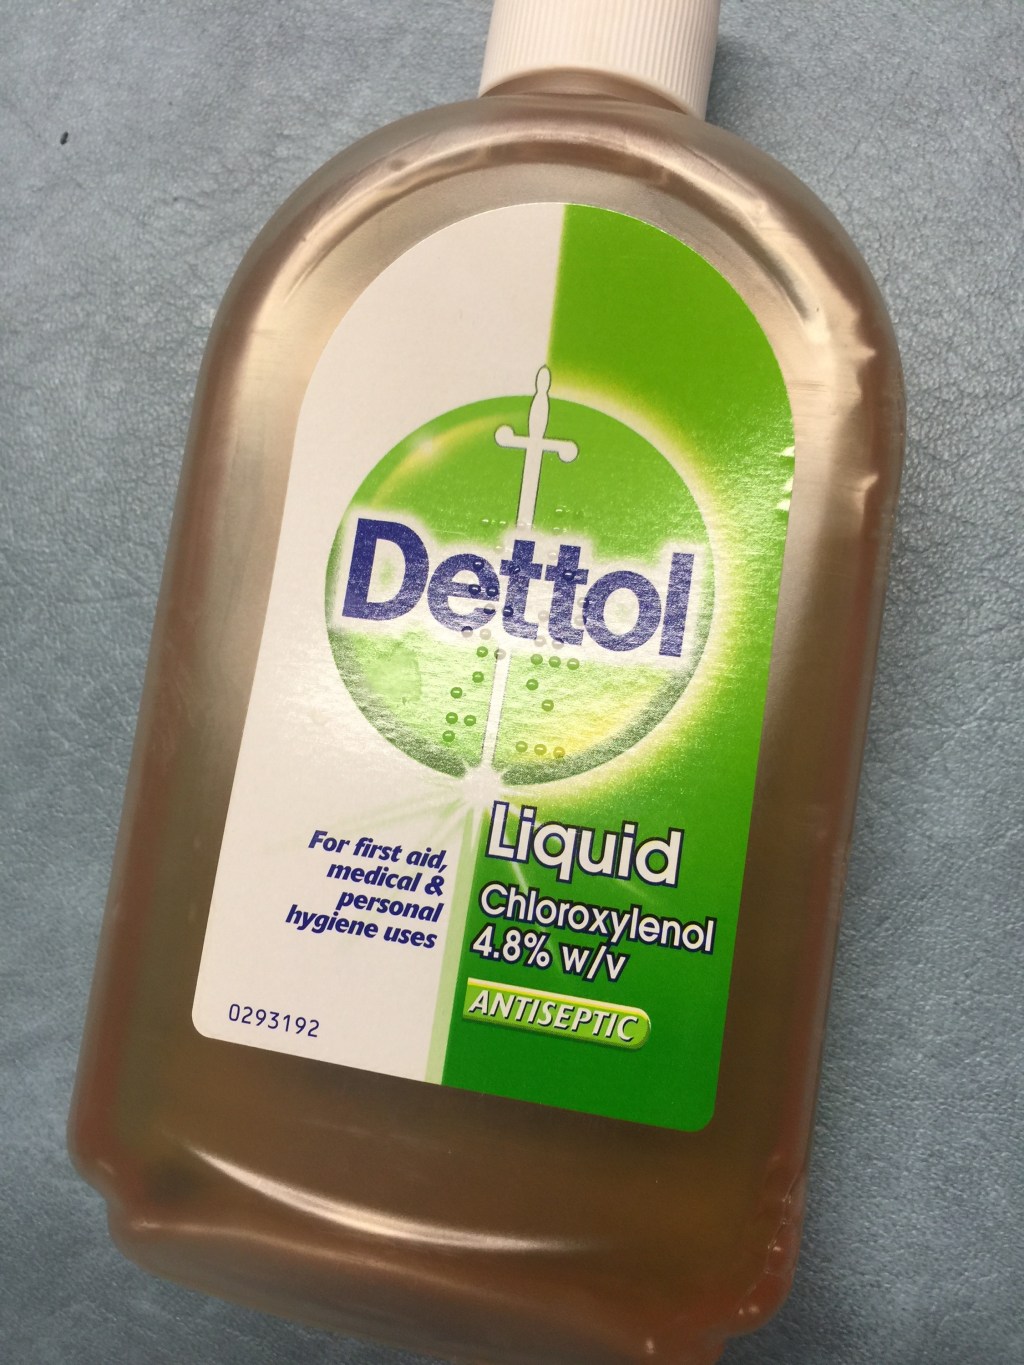 Dettol
Liquid
Chloroxylenol
4.8% w/v
ANTISEPTIC
For first aid,
medical &
personal
hygiene uses
0293192